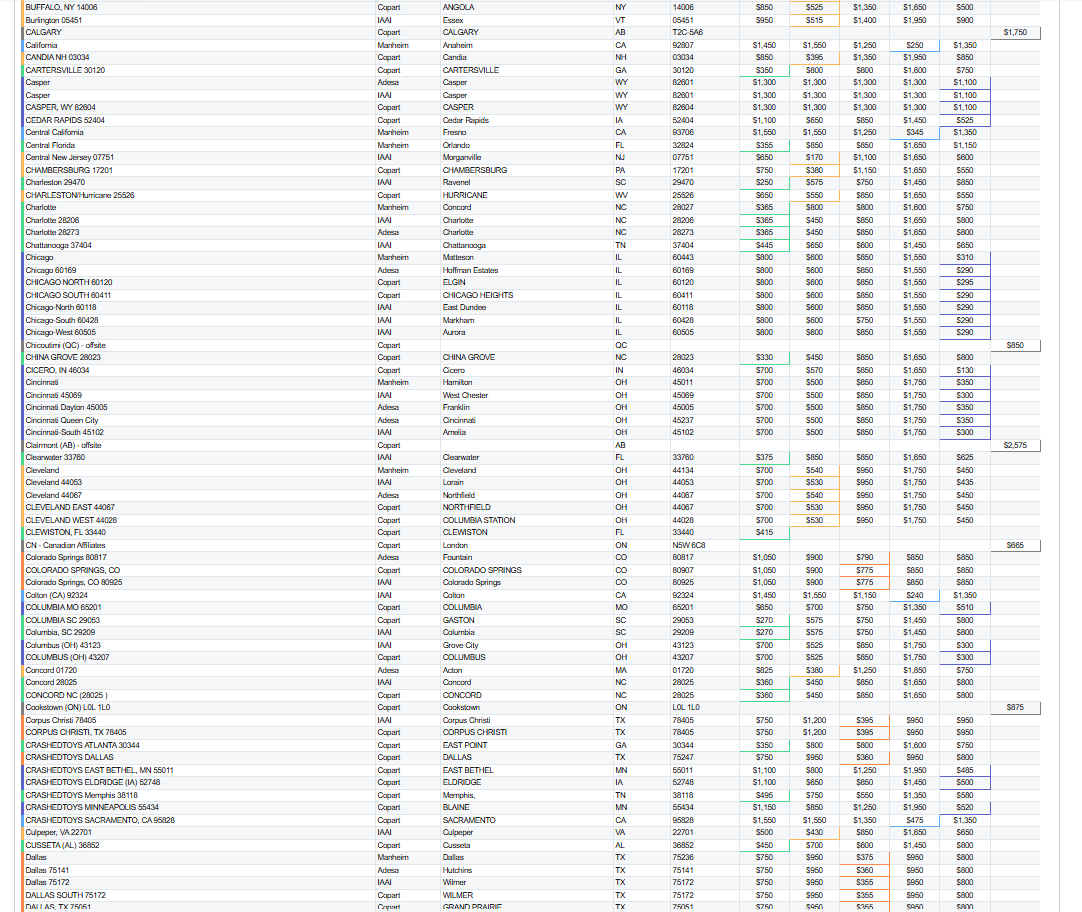 BUFFALO, NY 14006 Copart ANGOLA NY 14006 $850 $525 $1,350 $1,650 $500
Burlington 05451 IAAI Essex VT 05451 $950 $515 $1,400 $1,950 $900
CALGARY Copart CALGARY AB T2C-5A6 $1,750
California Manheim Anaheim CA 92807 $1,450 $1,550 $1,250 $250 $1,350
CANDIA NH 03034 Copart Candia NH 03034 $850 $395 $1,350 $1,950 $850
CARTERSVILLE 30120 Copart CARTERSVILLE GA 30120 $350 $800 $800 $1,600 $750
Casper Adesa Casper WY 82601 $1,300 $1,300 $1,300 $1,300 $1,100
Casper IAAI Casper WY 82601 $1,300 $1,300 $1,300 $1,300 $1,100
CASPER, WY 82604 Copart CASPER WY 82604 $1,300 $1,300 $1,300 $1,300 $1,100
CEDAR RAPIDS 52404 Copart Cedar Rapids IA 52404 $1,100 $650 $850 $1,450 $525
Central California Manheim Fresno CA 93706 $1,550 $1,550 $1,250 $345 $1,350
Central Florida Manheim Orlando FL 32824 $355 $850 $850 $1,650 $1,150
Central New Jersey 07751 IAAI Morganville NJ 07751 $650 $170 $1,100 $1,650 $600
CHAMBERSBURG 17201 Copart CHAMBERSBURG PA 17201 $750 $380 $1,150 $1,650 $550
Charleston 29470 IAAI Ravenel SC 29470 $250 $575 $750 $1,450 $850
CHARLESTON/Hurricane 25526 Copart HURRICANE WV 25526 $650 $550 $850 $1,650 $550
Charlotte Manheim Concord NC 28027 $365 $800 $800 $1,600 $750
Charlotte 28206 IAAI Charlotte NC 28206 $365 $450 $850 $1,650 $800
Charlotte 28273 Adesa Charlotte NC 28273 $365 $450 $850 $1,650 $800
Chattanooga 37404 IAAI Chattanooga TN 37404 $445 $650 $600 $1,450 $650
Chicago Manheim Matteson IL 60443 $800 $600 $850 $1,550 $310
Chicago 60169 Adesa Hoffman Estates IL 60169 $800 $600 $850 $1,550 $290
CHICAGO NORTH 60120 Copart ELGIN IL 60120 $800 $600 $850 $1,550 $295
CHICAGO SOUTH 60411 Copart CHICAGO HEIGHTS IL 60411 $800 $600 $850 $1,550 $290
Chicago-North 60118 IAAI East Dundee IL 60118 $800 $600 $850 $1,550 $290
Chicago-South 60428 IAAI Markham IL 60428 $800 $600 $750 $1,550 $290
Chicago-West 60505 IAAI Aurora IL 60505 $800 $600 $850 $1,550 $290
Chicoutimi (QC) - offsite Copart QC $850
CHINA GROVE 28023 Copart CHINA GROVE NC 28023 $330 $450 $850 $1,650 $800
CICERO, IN 46034 Copart Cicero IN 46034 $700 $570 $850 $1,650 $130
Cincinnati Manheim Hamilton OH 45011 $700 $500 $850 $1,750 $350
Cincinnati 45069 IAAI West Chester OH 45069 $700 $500 $850 $1,750 $300
Cincinnati Dayton 45005 Adesa Franklin OH 45005 $700 $500 $850 $1,750 $350
Cincinnati Queen City Adesa Cincinnati OH 45237 $700 $500 $850 $1,750 $350
Cincinnati-South 45102 IAAI Amelia OH 45102 $700 $500 $850 $1,750 $300
Clairmont (AB) - offsite Copart AB $2,575
Clearwater 33760 IAAI Clearwater FL 33760 $375 $850 $850 $1,650 $625
Cleveland Manheim Cleveland OH 44134 $700 $540 $950 $1,750 $450
Cleveland 44053 IAAI Lorain OH 44053 $700 $530 $950 $1,750 $435
Cleveland 44067 Adesa Northfield OH 44067 $700 $540 $950 $1,750 $450
CLEVELAND EAST 44067 Copart NORTHFIELD OH 44067 $700 $530 $950 $1,750 $450
CLEVELAND WEST 44028 Copart COLUMBIA STATION OH 44028 $700 $530 $950 $1,750 $450
CLEWISTON, FL 33440 Copart CLEWISTON FL 33440 $415
CN - Canadian Affiliates Copart London ON N5W 6C8 $665
Colorado Springs 80817 Adesa Fountain CO 80817 $1,050 $900 $790 $850 $850
COLORADO SPRINGS, CO Copart COLORADO SPRINGS CO 80907 $1,050 $900 $775 $850 $850
Colorado Springs, CO 80925 IAAI Colorado Springs CO 80925 $1,050 $900 $775 $850 $850
Colton (CA) 92324 IAAI Colton CA 92324 $1,450 $1,550 $1,150 $240 $1,350
COLUMBIA MO 65201 Copart COLUMBIA MO 65201 $650 $700 $750 $1,350 $510
COLUMBIA SC 29053 Copart GASTON SC 29053 $270 $575 $750 $1,450 $800
Columbia, SC 29209 IAAI Columbia SC 29209 $270 $575 $750 $1,450 $800
Columbus (OH) 43123 IAAI Grove City OH 43123 $700 $525 $850 $1,750 $300
COLUMBUS (OH) 43207 Copart COLUMBUS OH 43207 $700 $525 $850 $1,750 $300
Concord 01720 Adesa Acton MA 01720 $825 $380 $1,250 $1,850 $750
Concord 28025 IAAI Concord NC 28025 $360 $450 $850 $1,650 $800
CONCORD NC (28025 ) Copart CONCORD NC 28025 $360 $450 $850 $1,650 $800
Cookstown (ON) L0L 1L0 Copart Cookstown ON L0L 1L0 $875
Corpus Christi 78405 IAAI Corpus Christi TX 78405 $750 $1,200 $395 $950 $950
CORPUS CHRISTI, TX 78405 Copart CORPUS CHRISTI TX 78405 $750 $1,200 $395 $950 $950
CRASHEDTOYS ATLANTA 30344 Copart EAST POINT GA 30344 $350 $800 $800 $1,600 $750
CRASHEDTOYS DALLAS Copart DALLAS TX 75247 $750 $950 $360 $950 $800
CRASHEDTOYS EAST BETHEL, MN 55011 Copart EAST BETHEL MN 55011 $1,100 $800 $1,250 $1,950 $485
CRASHEDTOYS ELDRIDGE (IA) 52748 Copart ELDRIDGE IA 52748 $1,100 $650 $850 $1,450 $500
CRASHEDTOYS Memphis 38118 Copart Memphis, TN 38118 $495 $750 $550 $1,350 $580
CRASHEDTOYS MINNEAPOLIS 55434 Copart BLAINE MN 55434 $1,150 $850 $1,250 $1,950 $520
CRASHEDTOYS SACRAMENTO, CA 95828 Copart SACRAMENTO CA 95828 $1,550 $1,550 $1,350 $475 $1,350
Culpeper, VA 22701 IAAI Culpeper VA 22701 $500 $430 $850 $1,650 $650
CUSSETA (AL) 36852 Copart Cusseta AL 36852 $450 $700 $600 $1,450 $800
Dallas Manheim Dallas TX 75236 $750 $950 $375 $950 $800
Dallas 75141 Adesa Hutchins TX 75141 $750 $950 $360 $950 $800
Dallas 75172 IAAI Wilmer TX 75172 $750 $950 $355 $950 $800
DALLAS SOUTH 75172 Copart WILMER TX 75172 $750 $950 $355 $950 $800
DALLAS, TX 75051 Copart GRAND PRAIRIE TX 75051 $750 $950 $355 $950 $800